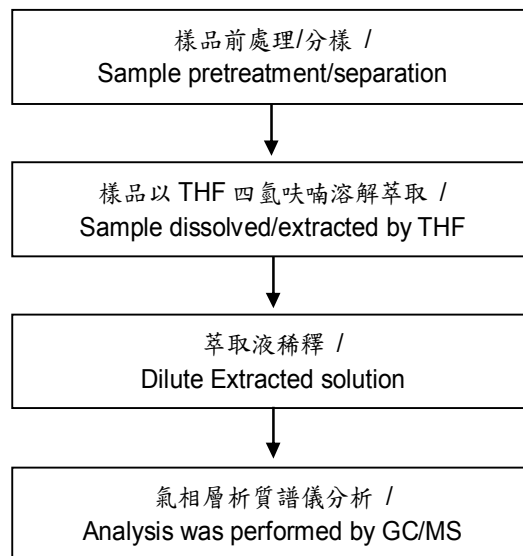 樣品前處理/分樣 /
Sample pretreatment/separation
樣品以 THF 四氫呋喃溶解萃取 /
Sample dissolved/extracted by THF
萃取液稀釋 /
Dilute Extracted solution
氣相層析質譜儀分析 /
Analysis was performed by GC/MS